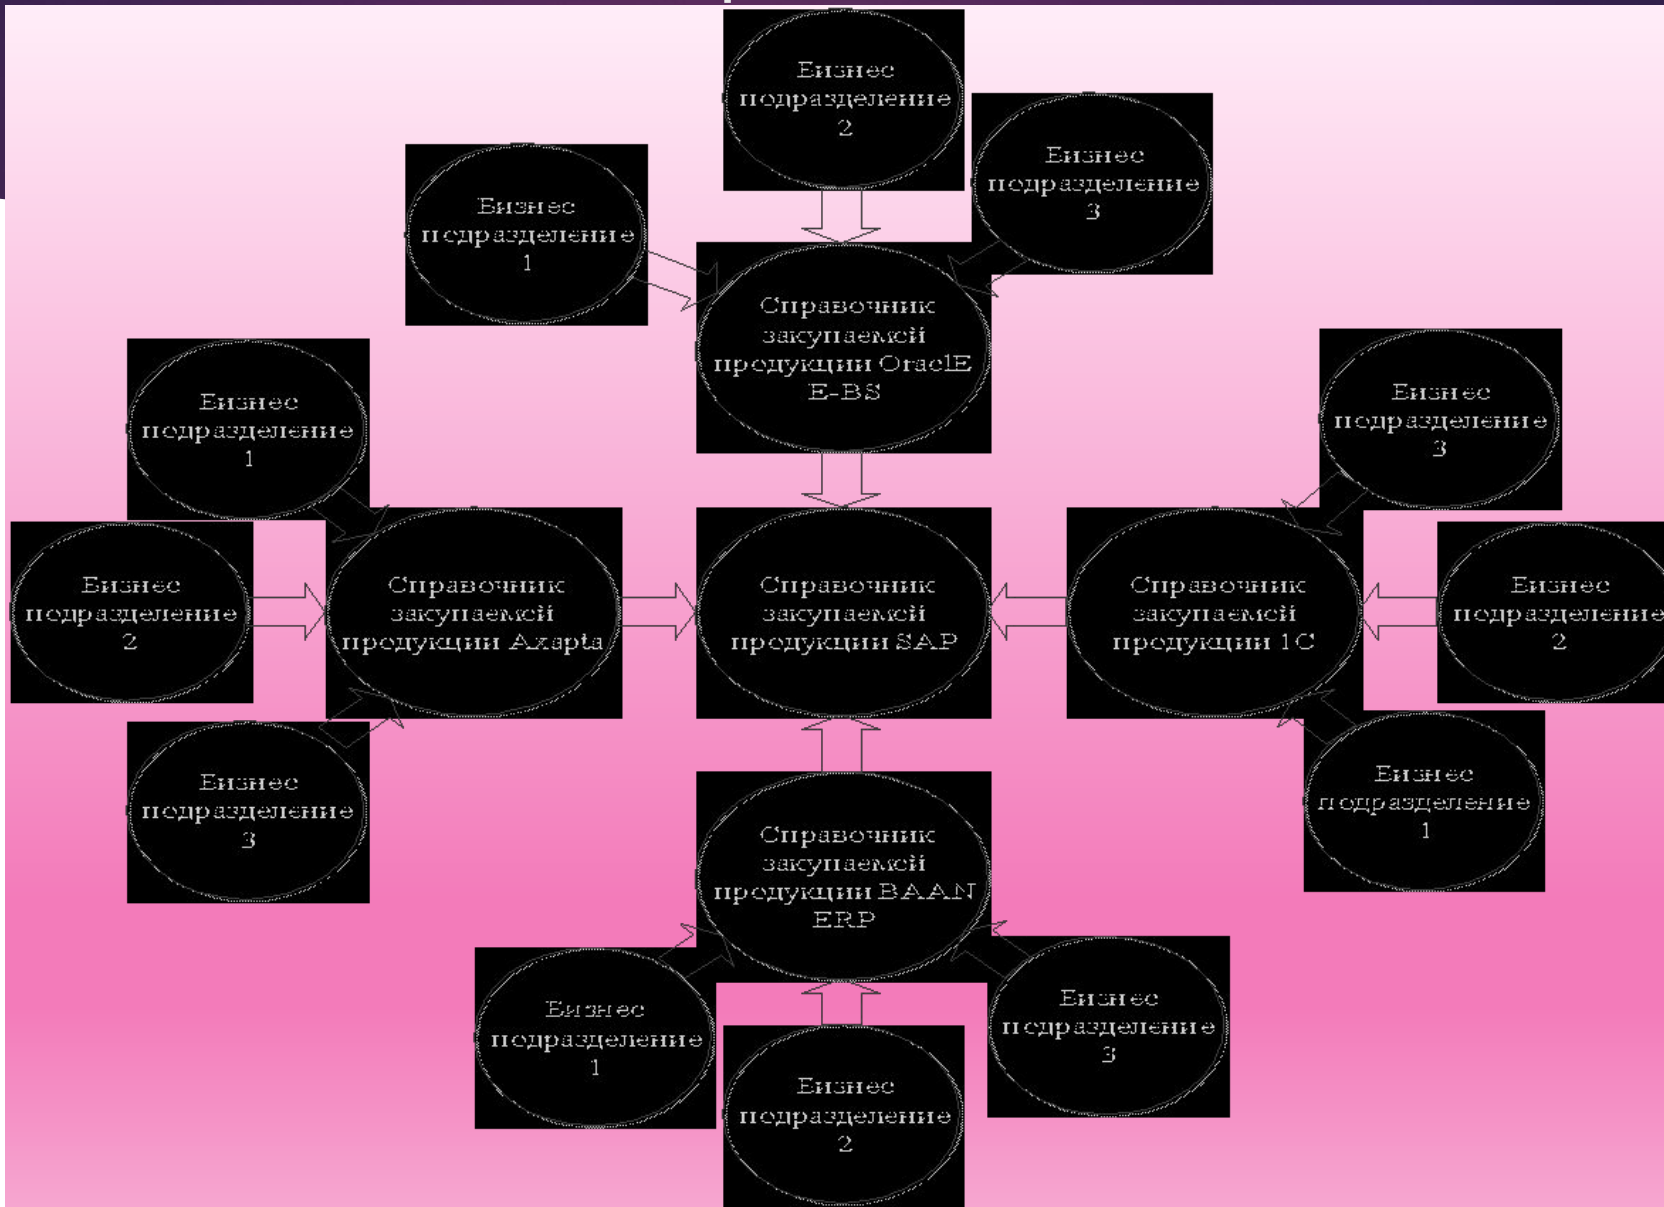 Бизнес
подразделение
2
Бизнес
подразделение
3
Бизнес
подразделение
1
Справочник
закупаемой
продукции OraclE
E-BS
Бизнес
подразделение
1
Бизнес
подразделение
3
Бизнес
подразделение
2
Справочник
закупаемой
продукции Axapta
Справочник
закупаемой
продукции SAP
Справочник
закупаемой
продукции 1С
Бизнес
подразделение
2
Бизнес
подразделение
3
Бизнес
подразделение
1
Справочник
закупаемой
продукции BAAN
ERP
Бизнес
подразделение
1
Бизнес
подразделение
3
Бизнес
подразделение
2